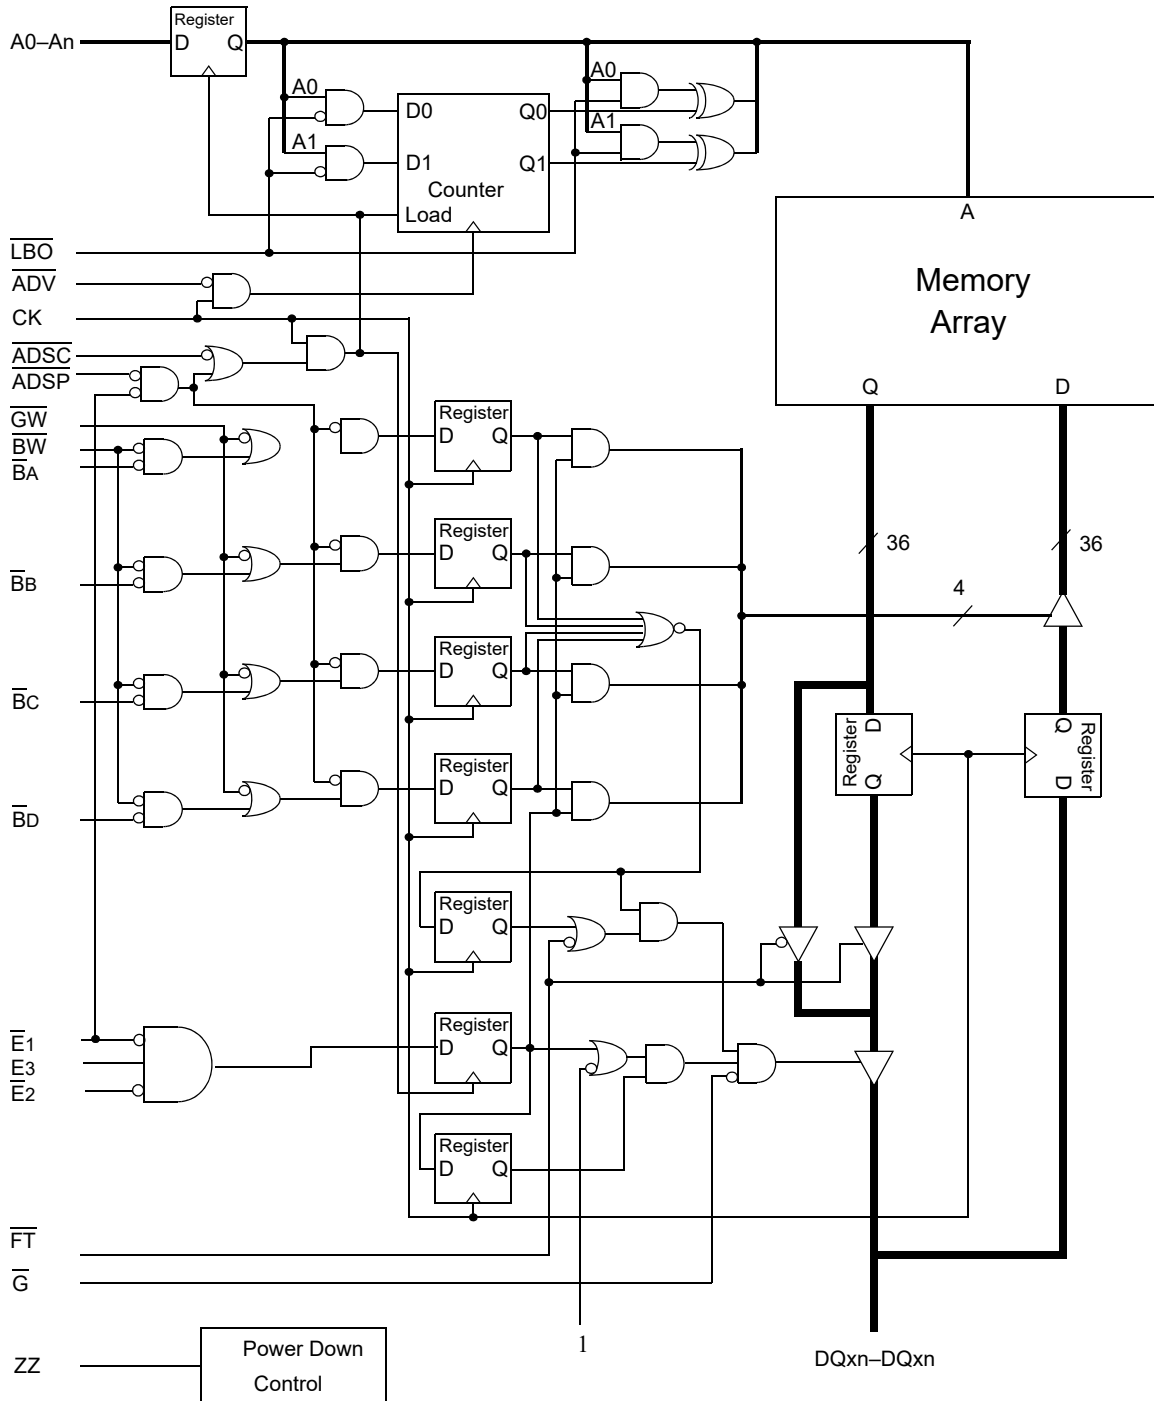 Register
A0–An
D Q
A0
A0
D0
Q0
A1
A1
D1
Q1
Counter
Load
A
LBO
ADV
Memory
Array
CK
ADSC
ADSP
Q
D
GW
Register
D Q
BW
BA
Register
D Q
36
36
BB
4
Register
D Q
BC
Register
D
Q
Register
Q
D
Register
D Q
BD
Register
D Q
Register
D Q
E1
E3
E2
Register
D Q
FT
G
1
Power Down
Control
ZZ
DQxn–DQxn